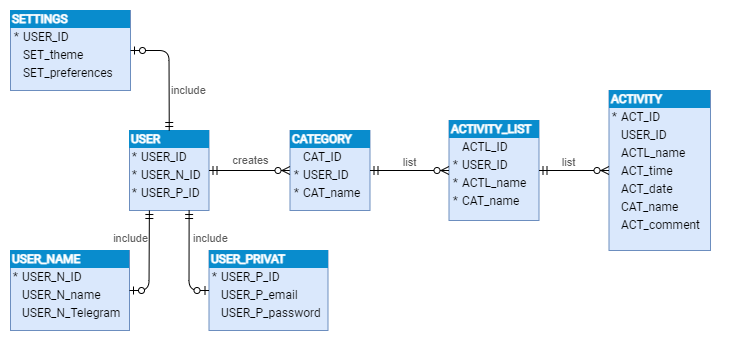 SETTINGS
* USER_ID
SET_theme
SET_preferences
include
USER
* USER_ID
* USER_N_ID
* USER_P_ID
creates
CATEGORY
CAT_ID
* USER_ID
* CAT_name
list
ACTIVITY_LIST
ACTL_ID
* USER_ID
* ACTL_name
* CAT_name
list
ACTIVITY
* ACT_ID
USER_ID
ACTL_name
ACT_time
ACT_date
CAT_name
ACT_comment
include
include
USER_NAME
* USER_N_ID
USER_N_name
USER_N_Telegram
USER_PRIVAT
* USER_P_ID
USER_P_email
USER_P_password